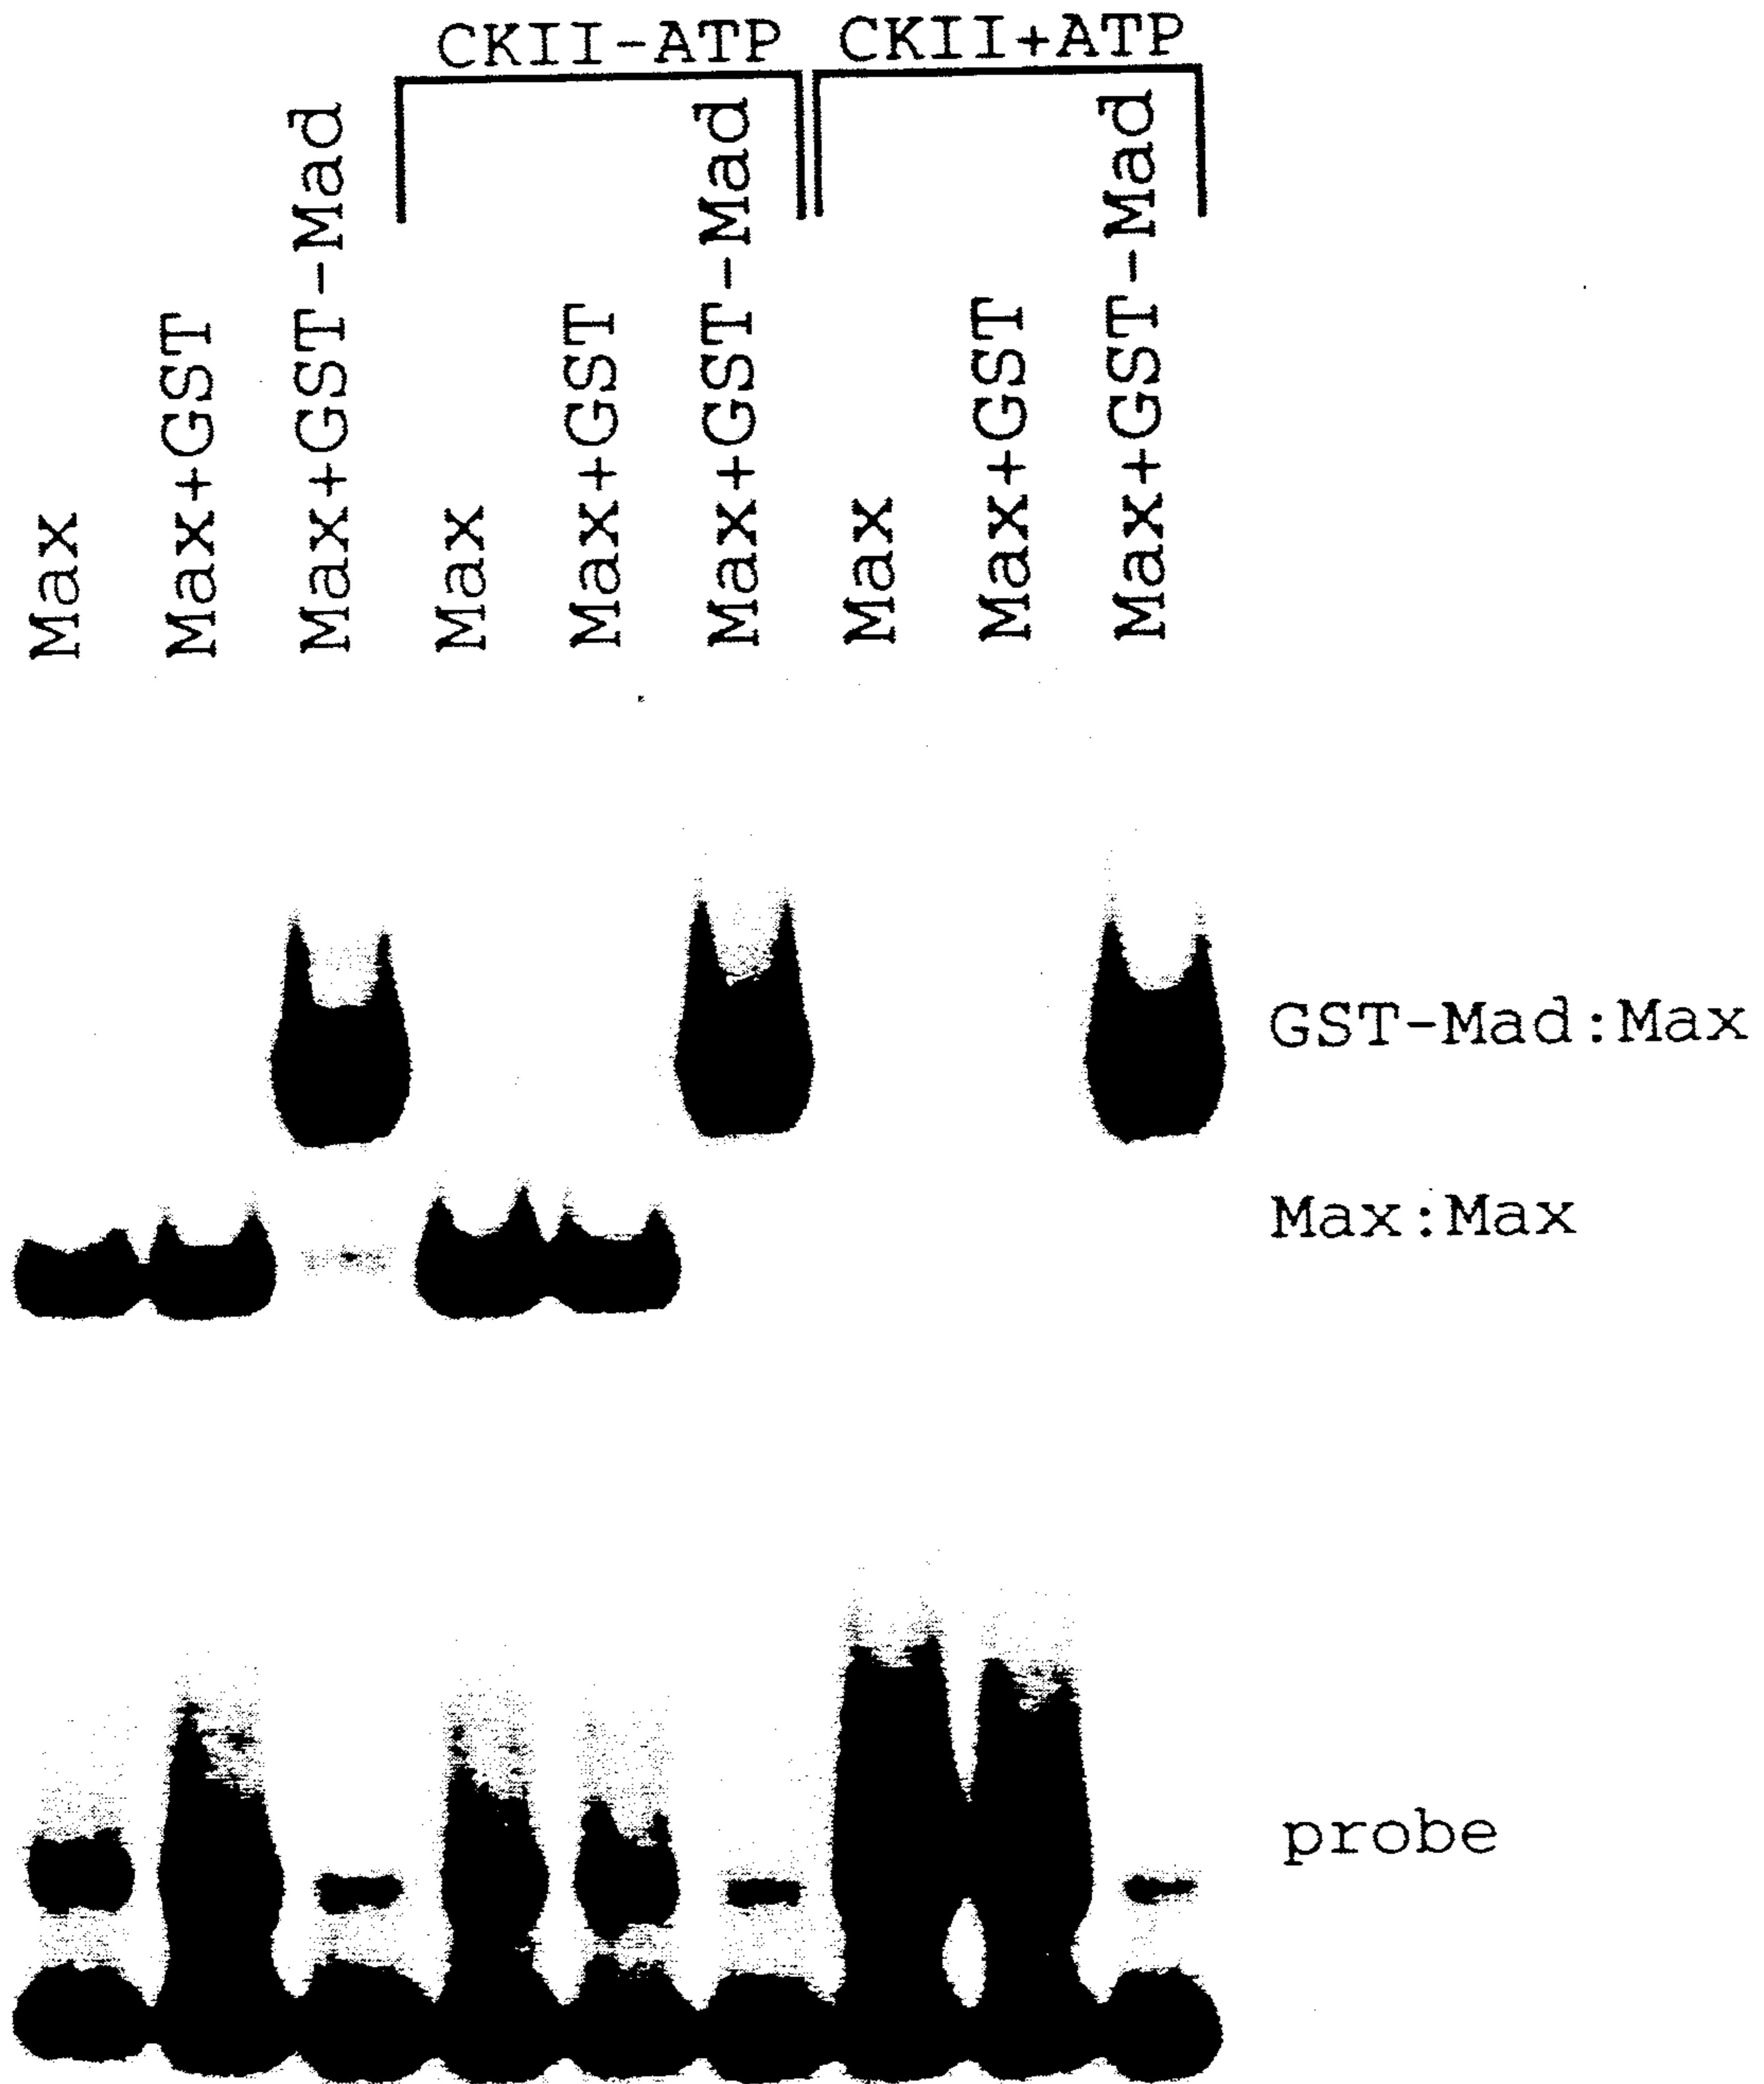 CKII-ATP CKII+ATP
Max
Max+GST
Max+GST-Mad
Max
Max+GST
Max+GST-Mad
Max
Max+GST
Max+GST-Mad
GST-Mad:Max
Max:Max
probe